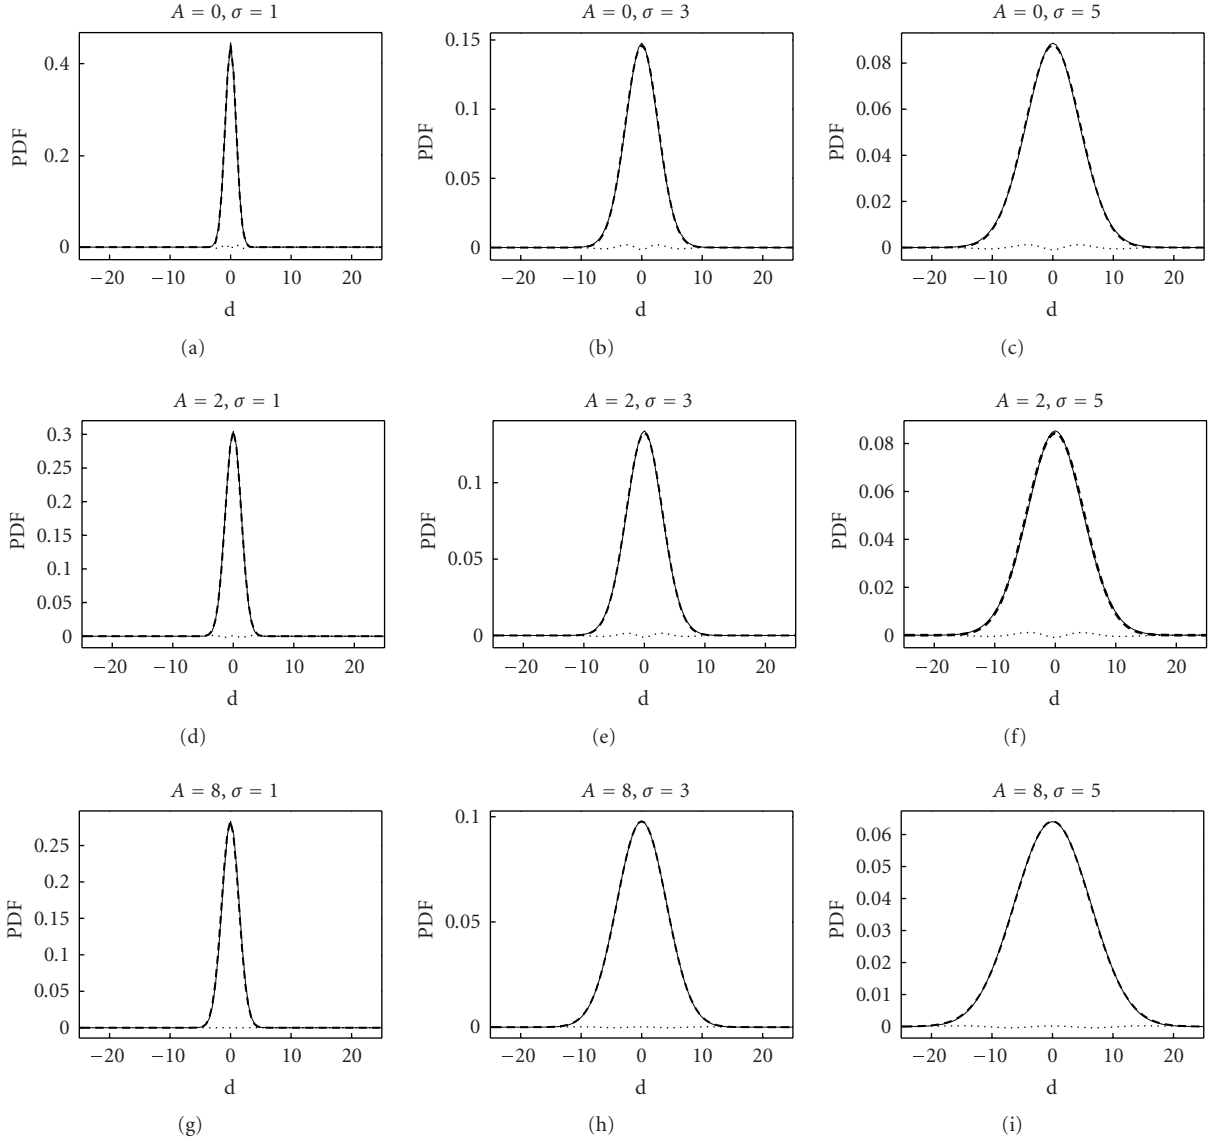 A = 0, σ = 1
PDF
0.4
0.2
0
−20 −10 0 10 20
d
(a)
A = 0, σ = 3
PDF
0.15
0.1
0.05
0
−20 −10 0 10 20
d
(b)
A = 0, σ = 5
PDF
0.08
0.06
0.04
0.02
0
−20 −10 0 10 20
d
(c)
A = 2, σ = 1
PDF
0.3
0.25
0.2
0.15
0.1
0.05
0
−20 −10 0 10 20
d
(d)
A = 2, σ = 3
PDF
0.1
0.05
0
−20 −10 0 10 20
d
(e)
A = 2, σ = 5
PDF
0.08
0.06
0.04
0.02
0
−20 −10 0 10 20
d
(f)
A = 8, σ = 1
PDF
0.25
0.2
0.15
0.1
0.05
0
−20 −10 0 10 20
d
(g)
A = 8, σ = 3
PDF
0.1
0.05
0
−20 −10 0 10 20
d
(h)
A = 8, σ = 5
PDF
0.06
0.05
0.04
0.03
0.02
0.01
0
−20 −10 0 10 20
d
(i)